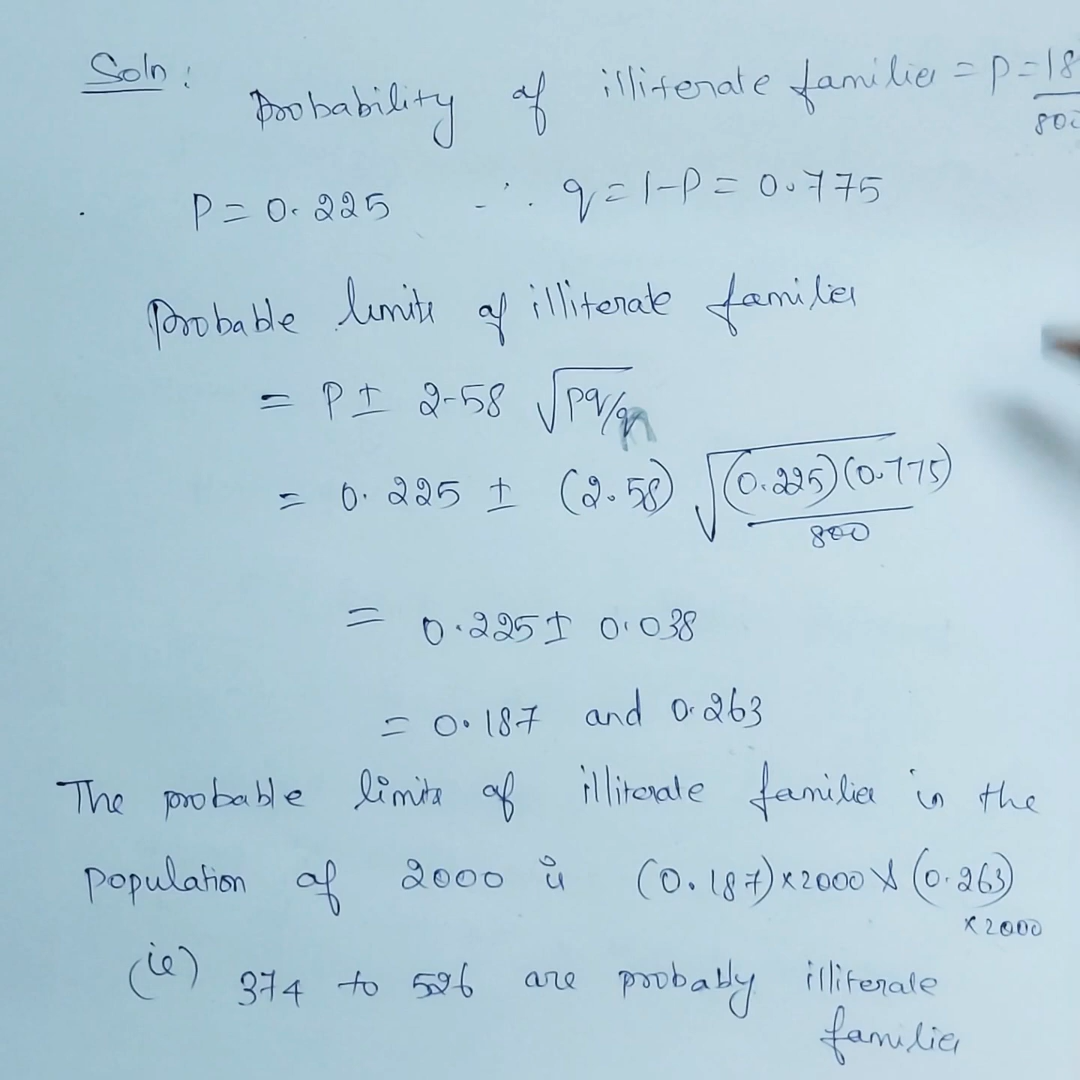 Soln :
Probability of illiterate families = P = 18
80
P = 0.225 ∴ q = 1-P = 0.775
Probable limits of illiterate families
= P ± 2.58 √pq/n
= 0.225 ± (2.58) √(0.225)(0.775)
800
= 0.225 ± 0.038
= 0.187 and 0.263
The probable limits of illiterate families in the
population of 2000 is (0.187)×2000 & (0.263)
×2000
(ie) 374 to 526 are probably illiterate
families